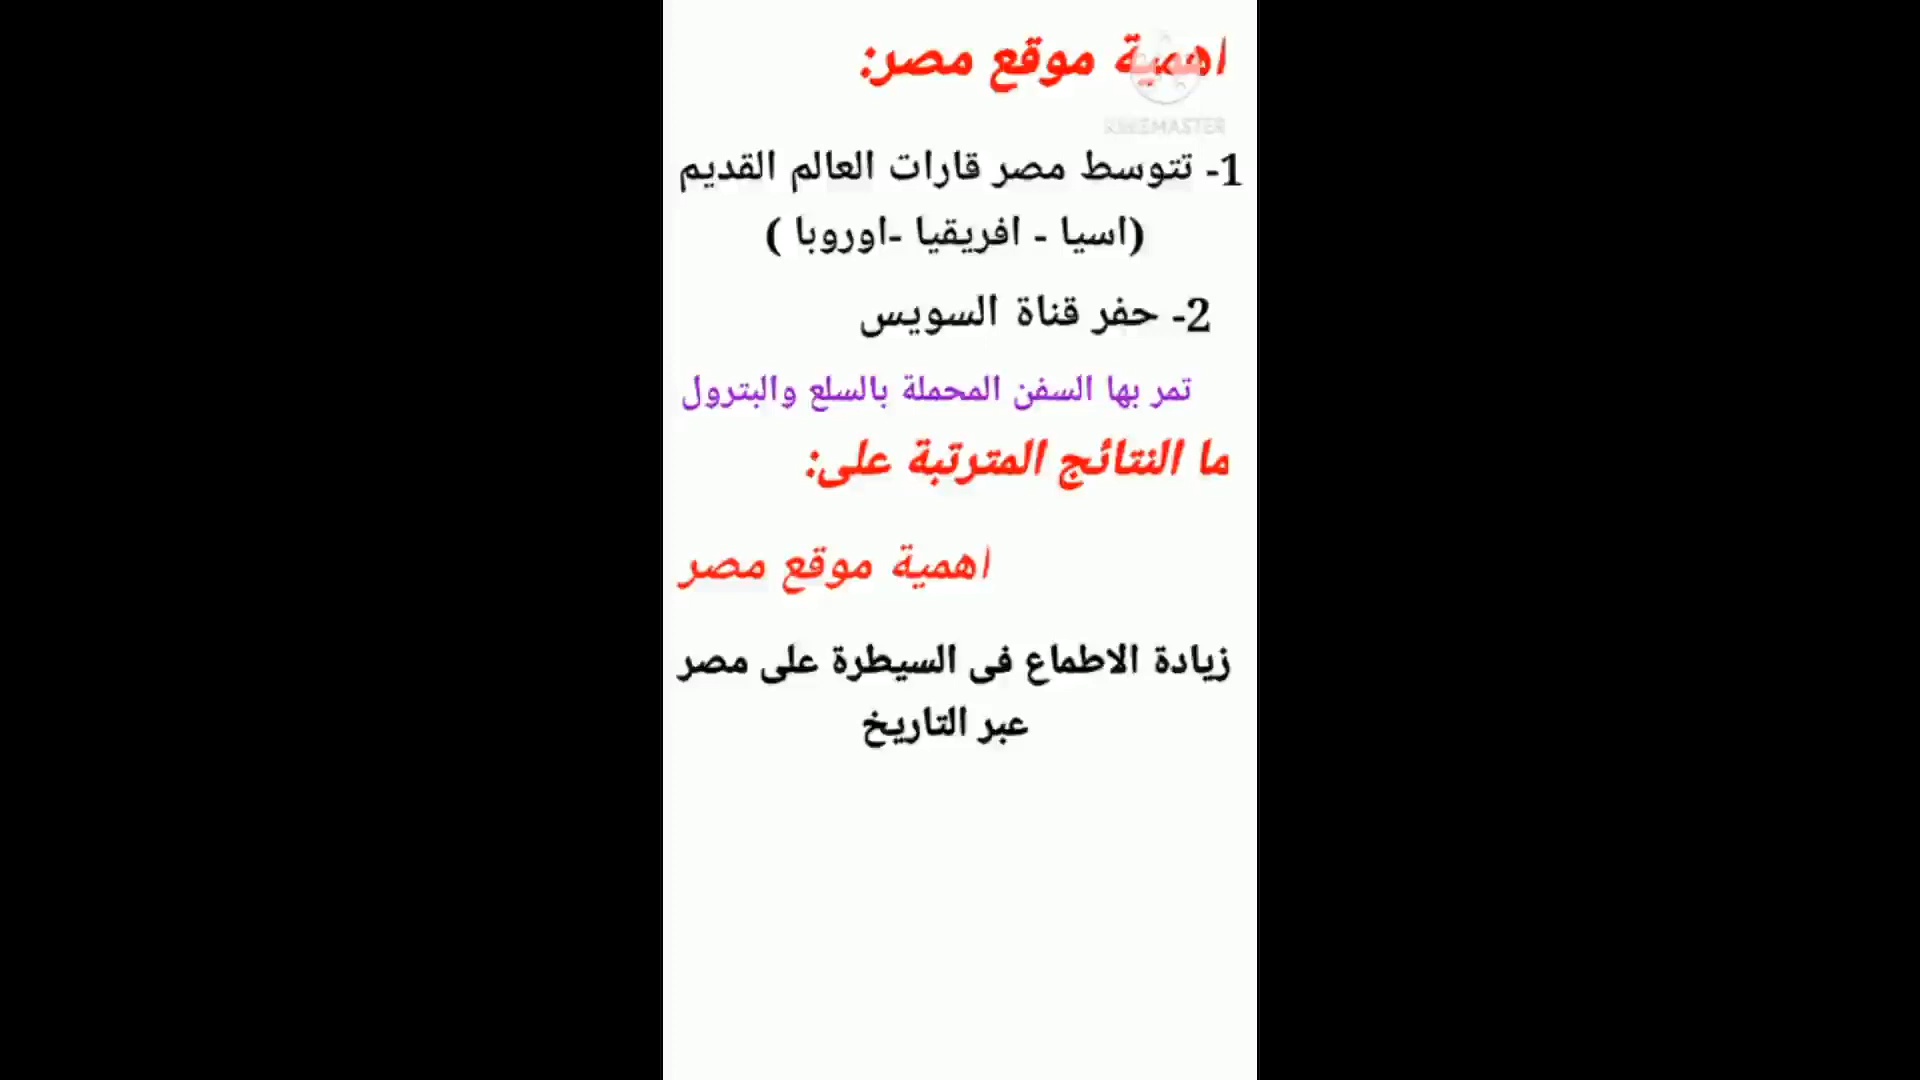 اهمية موقع مصر:
KINEMASTER
1- تتوسط مصر قارات العالم القديم
(اسيا - افريقيا -اوروبا )
2- حفر قناة السويس
تمر بها السفن المحملة بالسلع والبترول
ما النتائج المترتبة على:
اهمية موقع مصر
زيادة الاطماع فى السيطرة على مصر
عبر التاريخ